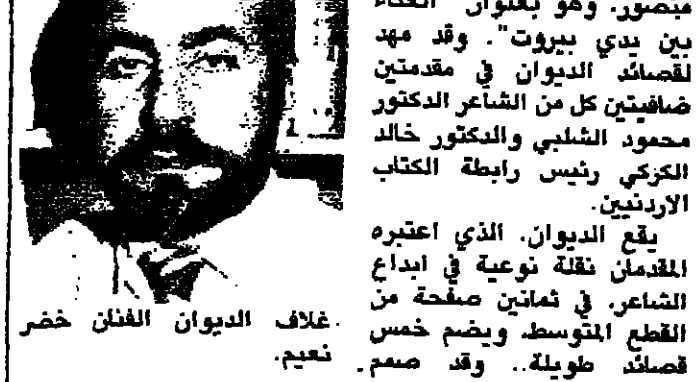 منصور. وهو بعنوان "الغناء
بين يدي بيروت". وقد مهد
لقصائد الديوان في مقدمتين
ضافيتين كل من الشاعر الدكتور
محمود الشلبي والدكتور خالد
الكركي رئيس رابطة الكتاب
الاردنيين.
يقع الديوان. الذي اعتبره
المقدمان نقلة نوعية في ابداع
الشاعر. في ثمانين صفحة من
القطع المتوسط ويضم خمس
قصائد طويلة.. وقد صمم
غلاف الديوان الفنان خضر
نعيم.